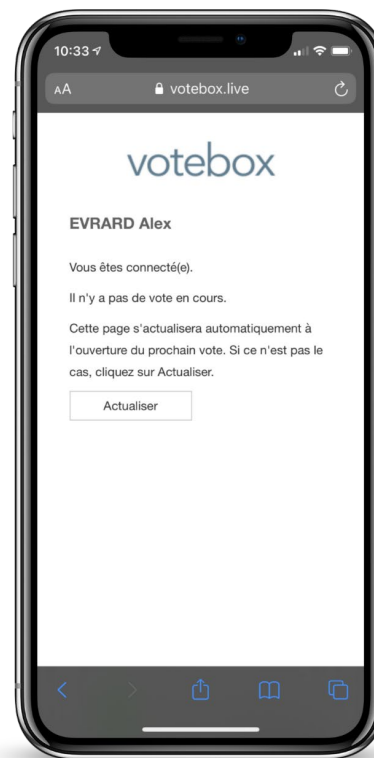 10:33
AA votebox.live
votebox
EVRARD Alex
Vous êtes connecté(e).
Il n'y a pas de vote en cours.
Cette page s'actualisera automatiquement à
l'ouverture du prochain vote. Si ce n'est pas le
cas, cliquez sur Actualiser.
Actualiser